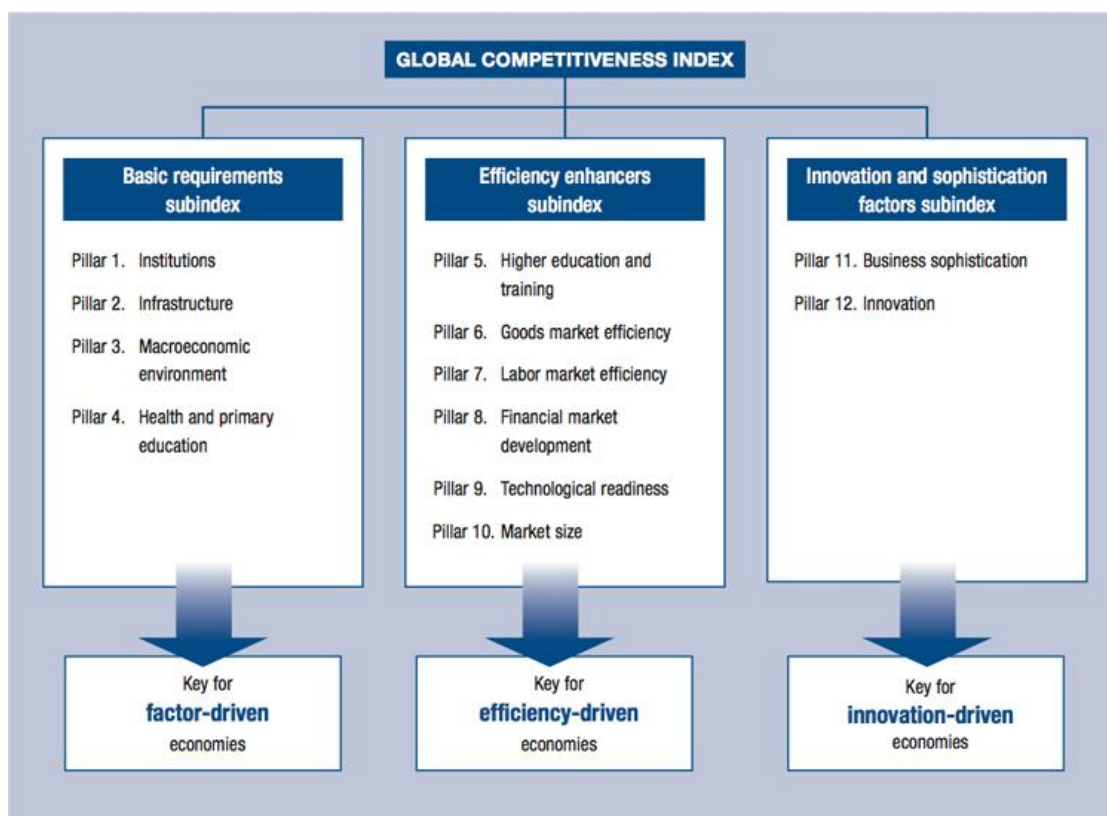 GLOBAL COMPETITIVENESS INDEX
Basic requirements
subindex
Pillar 1. Institutions
Pillar 2. Infrastructure
Pillar 3. Macroeconomic
environment
Pillar 4. Health and primary
education
Key for
factor-driven
economies
Efficiency enhancers
subindex
Pillar 5. Higher education and
training
Pillar 6. Goods market efficiency
Pillar 7. Labor market efficiency
Pillar 8. Financial market
development
Pillar 9. Technological readiness
Pillar 10. Market size
Key for
efficiency-driven
economies
Innovation and sophistication
factors subindex
Pillar 11. Business sophistication
Pillar 12. Innovation
Key for
innovation-driven
economies